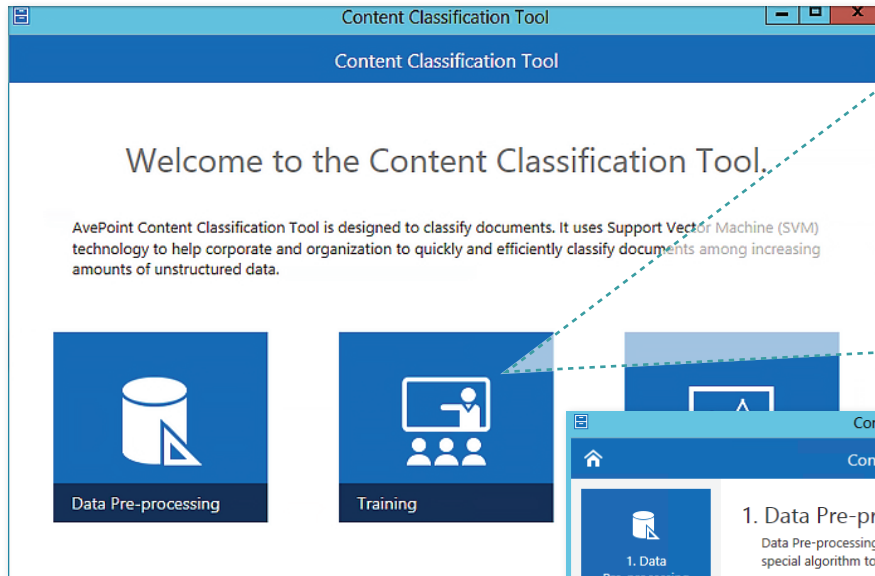 Content Classification Tool
Content Classification Tool
Welcome to the Content Classification Tool.
AvePoint Content Classification Tool is designed to classify documents. It uses Support Vector Machine (SVM)
technology to help corporate and organization to quickly and efficiently classify documents among increasing
amounts of unstructured data.
Data Pre-processing
Training
1. Data
1. Data Pre-pr
Data Pre-processing
special algorithm to